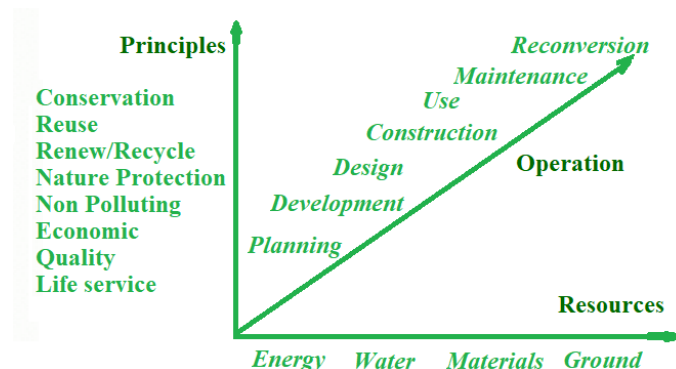 Principles
Conservation
Reuse
Renew/Recycle
Nature Protection
Non Polluting
Economic
Quality
Life service
Reconversion
Maintenance
Use
Construction
Design
Development
Planning
Operation
Resources
Energy Water Materials Ground